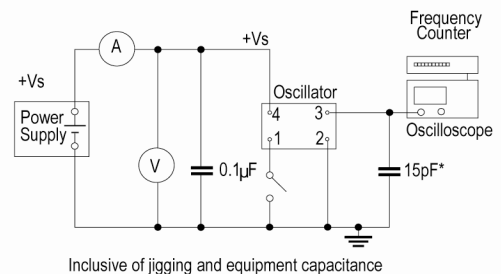 Frequency
Counter
A
+Vs
+Vs
Oscillator
Power
Supply
4
3
1
2
Oscilloscope
V
0.1µF
15pF*
Inclusive of jigging and equipment capacitance